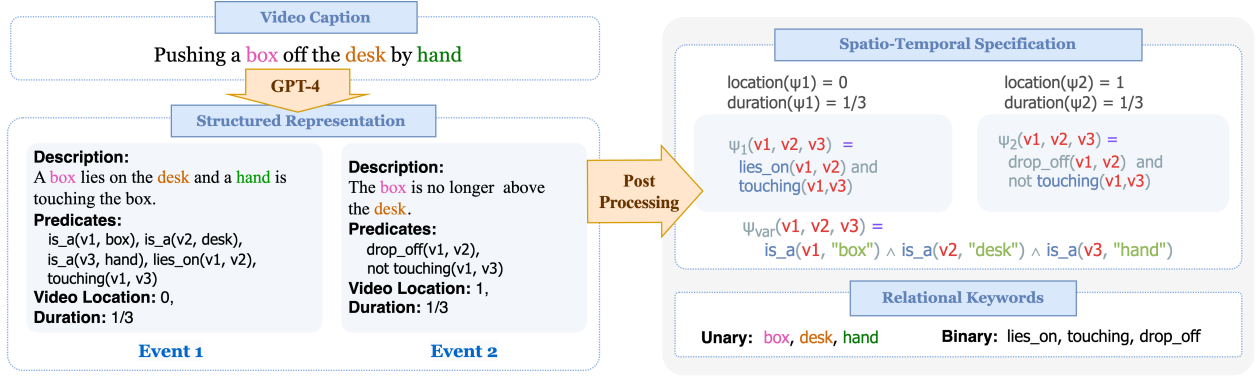 Video Caption
Pushing a box off the desk by hand
GPT-4
Structured Representation
Description:
A box lies on the desk and a hand is
touching the box.
Predicates:
is_a(v1, box), is_a(v2, desk),
is_a(v3, hand), lies_on(v1, v2),
touching(v1, v3)
Video Location: 0,
Duration: 1/3
Event 1
Description:
The box is no longer above
the desk.
Predicates:
drop_off(v1, v2),
not touching(v1, v3)
Video Location: 1,
Duration: 1/3
Event 2
Post
Processing
Spatio-Temporal Specification
location(ψ1) = 0
duration(ψ1) = 1/3
ψ1(v1, v2, v3) =
lies_on(v1, v2) and
touching(v1,v3)
location(ψ2) = 1
duration(ψ2) = 1/3
ψ2(v1, v2, v3) =
drop_off(v1, v2) and
not touching(v1,v3)
ψvar(v1, v2, v3) =
is_a(v1, "box") ∧ is_a(v2, "desk") ∧ is_a(v3, "hand")
Relational Keywords
Unary: box, desk, hand
Binary: lies_on, touching, drop_off